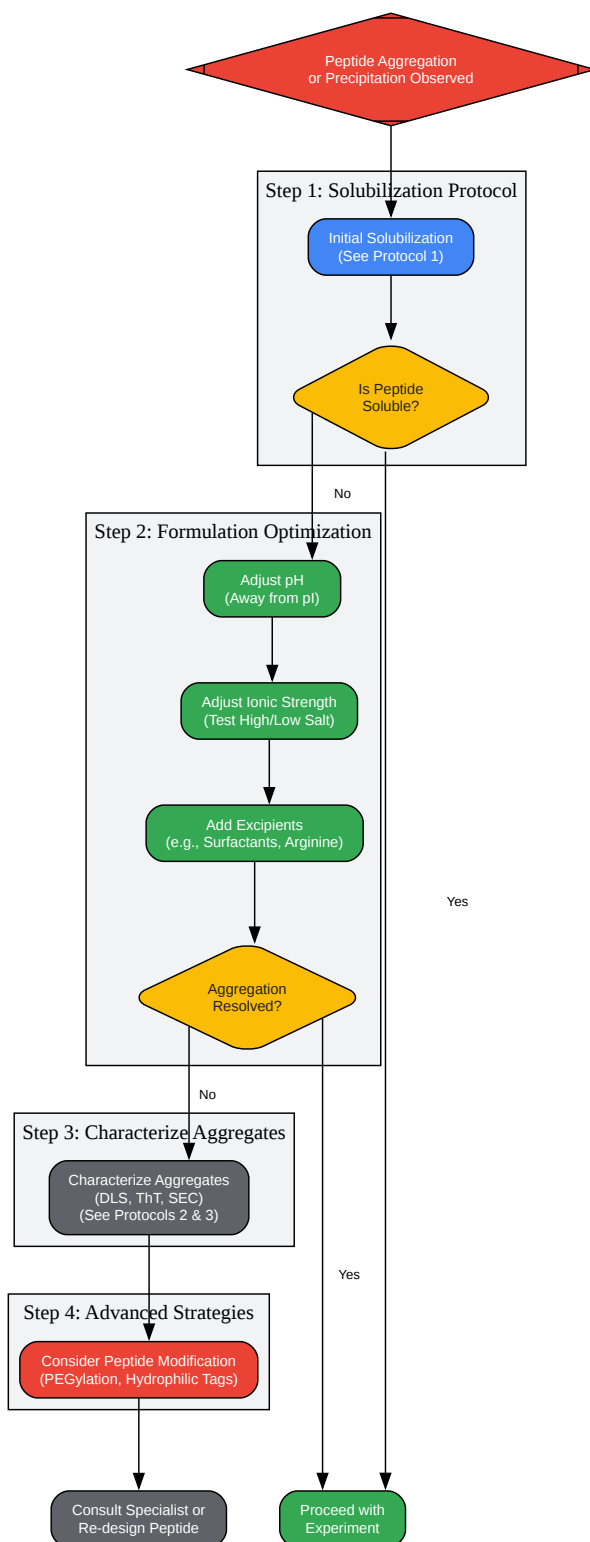 Peptide Aggregation
or Precipitation Observed
Step 1: Solubilization Protocol
Initial Solubilization
(See Protocol 1)
Is Peptide
Soluble?
No
Step 2: Formulation Optimization
Adjust pH
(Away from pI)
Adjust Ionic Strength
(Test High/Low Salt)
Add Excipients
(e.g., Surfactants, Arginine)
Yes
Aggregation
Resolved?
No
Step 3: Characterize Aggregates
Characterize Aggregates
(DLS, ThT, SEC)
(See Protocols 2 & 3)
Yes
Step 4: Advanced Strategies
Consider Peptide Modification
(PEGylation, Hydrophilic Tags)
Consult Specialist or
Re-design Peptide
Proceed with
Experiment